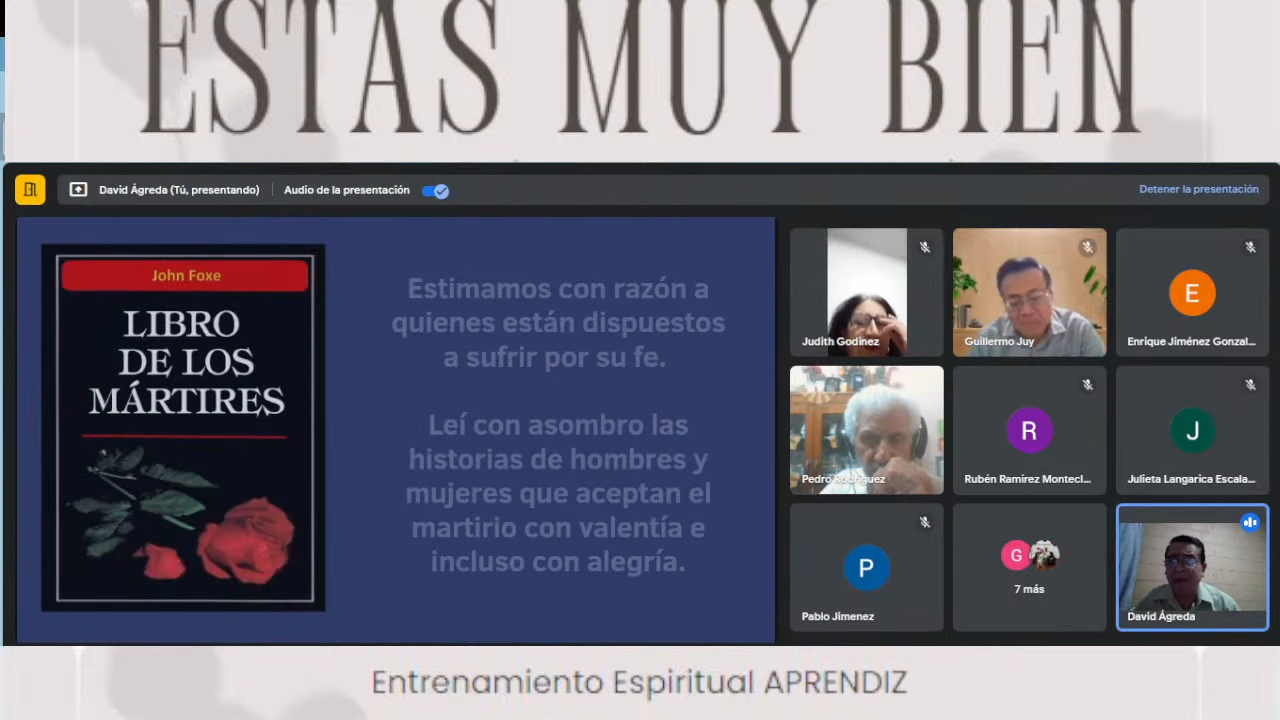 ESTAS MUY BIEN
David Ágreda (Tú, presentando)
Audio de la presentación
Detener la presentación
John Foxe
LIBRO
DE LOS
MÁRTIRES
Estimamos con razón a
quienes están dispuestos
a sufrir por su fe.
Leí con asombro las
historias de hombres y
mujeres que aceptan el
martirio con valentía e
incluso con alegría.
Judith Godinez
Guillermo Juy
E
Enrique Jiménez Gonzal...
Pedro Rodriguez
R
Rubén Ramírez Montecl...
J
Julieta Langarica Escala...
P
Pablo Jimenez
G
7 más
David Ágreda
Entrenamiento Espiritual APRENDIZ